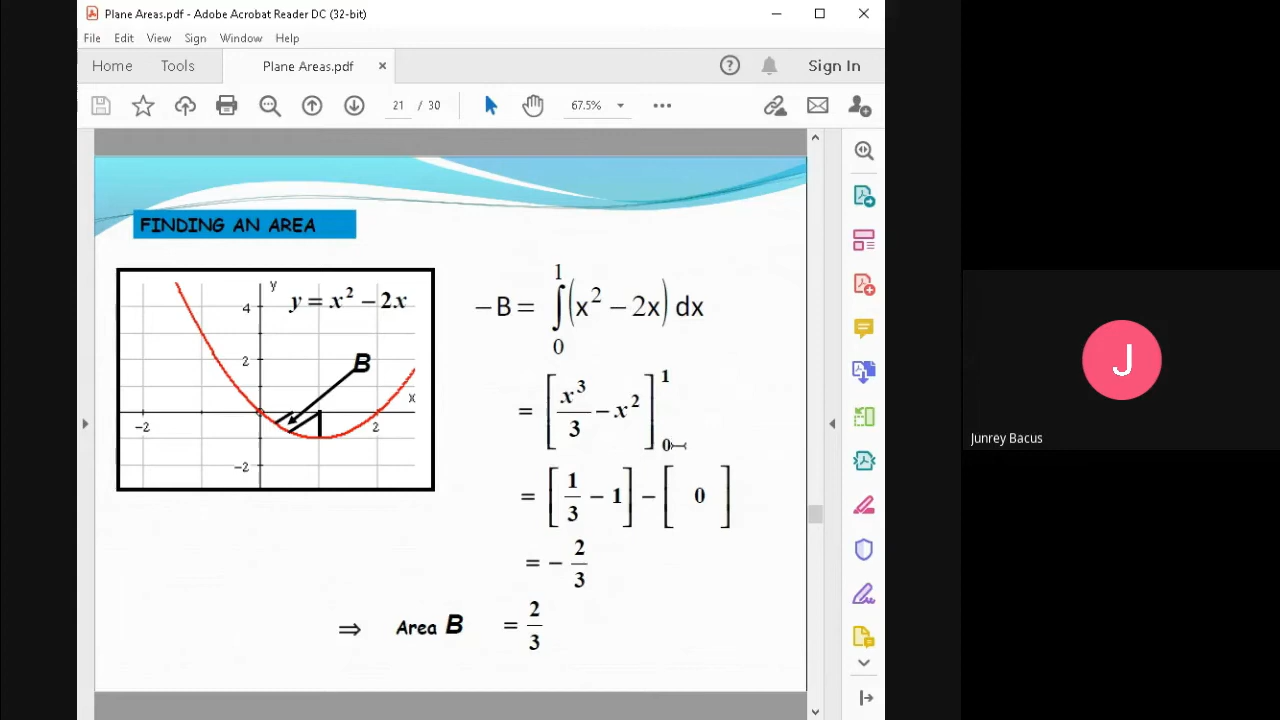 Plane Areas.pdf - Adobe Acrobat Reader DC (32-bit)
File Edit View Sign Window Help
Home Tools Plane Areas.pdf × Sign In
21 / 30 67.5%
FINDING AN AREA
y = x² − 2x
y
4
2
B
x
−2
2
−2
−B = ∫₀¹ (x² − 2x) dx
= [x³/3 − x²]₀¹
= [1/3 − 1] − [0]
= − 2/3
⇒ Area B = 2/3
J
Junrey Bacus